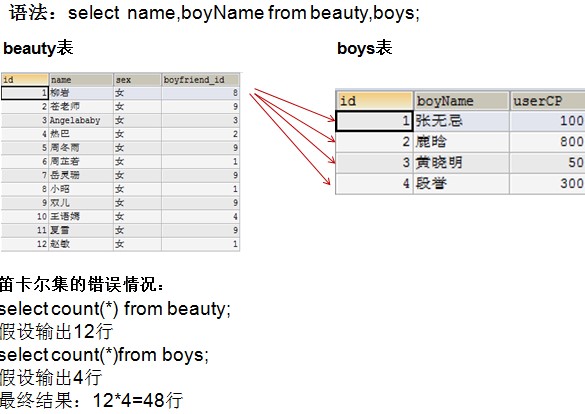 语法：select name,boyName from beauty,boys;
beauty表
boys表
id name sex boyfriend_id
1 柳岩 女 8
2 苍老师 女 9
3 Angelababy 女 3
4 热巴 女 2
5 周冬雨 女 9
6 周芷若 女 1
7 岳灵珊 女 9
8 小昭 女 1
9 双儿 女 9
10 王语嫣 女 4
11 夏雪 女 9
12 赵敏 女 1
id boyName userCP
1 张无忌 100
2 鹿晗 800
3 黄晓明 50
4 段誉 300
笛卡尔集的错误情况：
select count(*) from beauty;
假设输出12行
select count(*)from boys;
假设输出4行
最终结果：12*4=48行